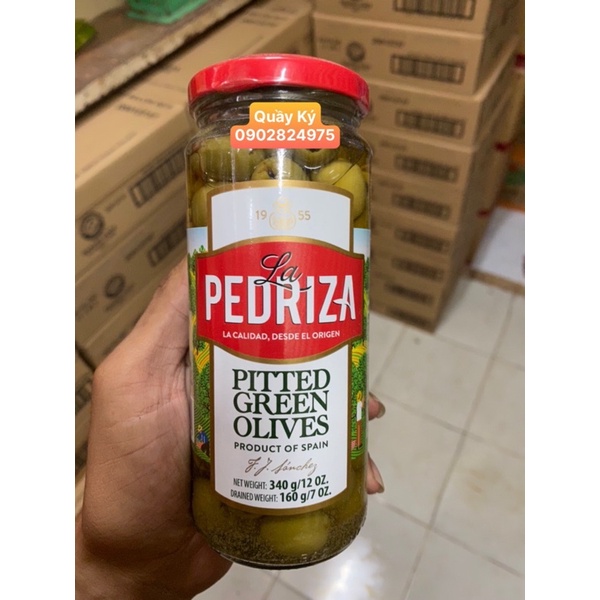 Quầy Ký
0902824975
19 55
La
PEDRIZA
LA CALIDAD, DESDE EL ORIGEN
PITTED
GREEN
OLIVES
PRODUCT OF SPAIN
F. J. Sánchez
NET WEIGHT: 340 g/12 OZ.
DRAINED WEIGHT: 160 g/7 OZ.